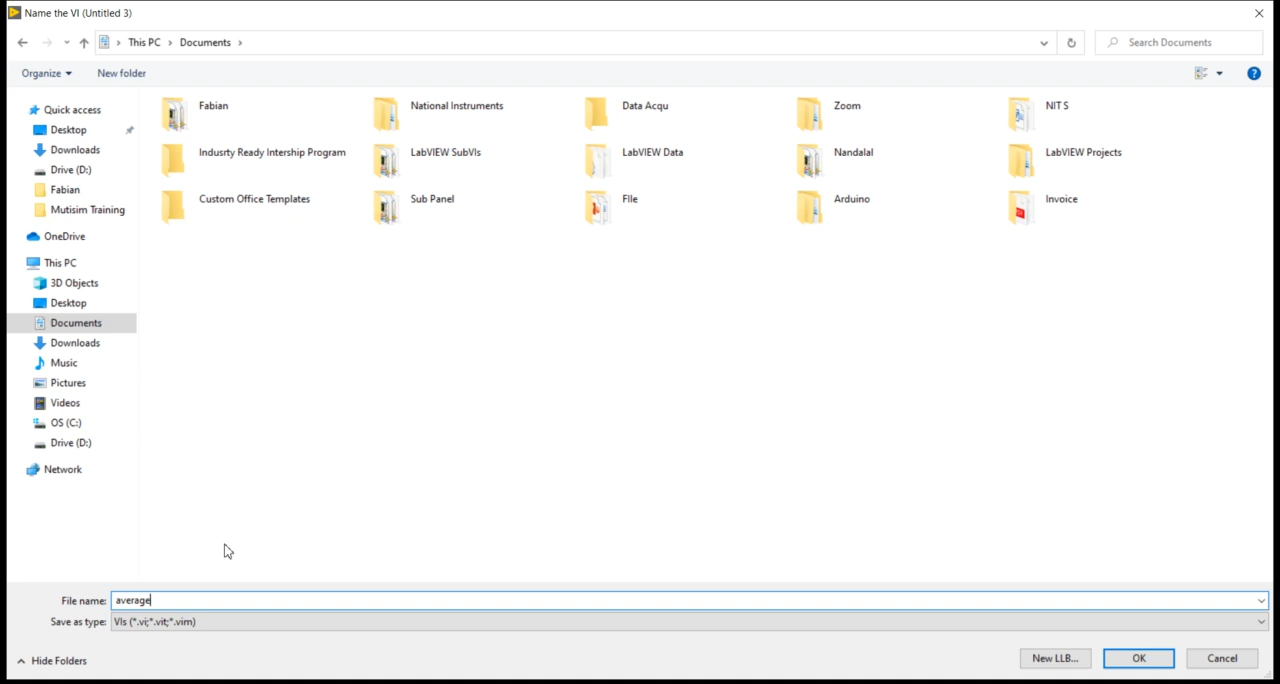 Name the VI (Untitled 3)
This PC > Documents >
Search Documents
Organize
New folder
?
Quick access
Desktop
Downloads
Drive (D:)
Fabian
Mutisim Training
OneDrive
This PC
3D Objects
Desktop
Documents
Downloads
Music
Pictures
Videos
OS (C:)
Drive (D:)
Network
Fabian
National Instruments
Data Acqu
Zoom
NIT S
Indusrty Ready Intership Program
LabVIEW SubVIs
LabVIEW Data
Nandalal
LabVIEW Projects
Custom Office Templates
Sub Panel
FIle
Arduino
Invoice
File name: average
Save as type: VIs (*.vi;*.vit;*.vim)
Hide Folders
New LLB...
OK
Cancel